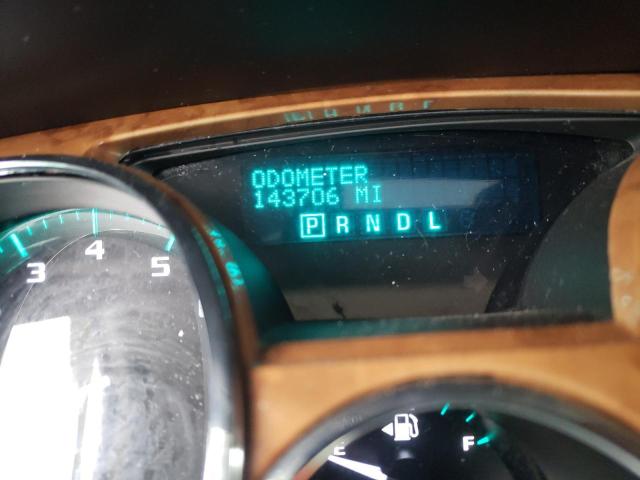 ODOMETER
143706 MI
P R N D L
3 4 5
E F